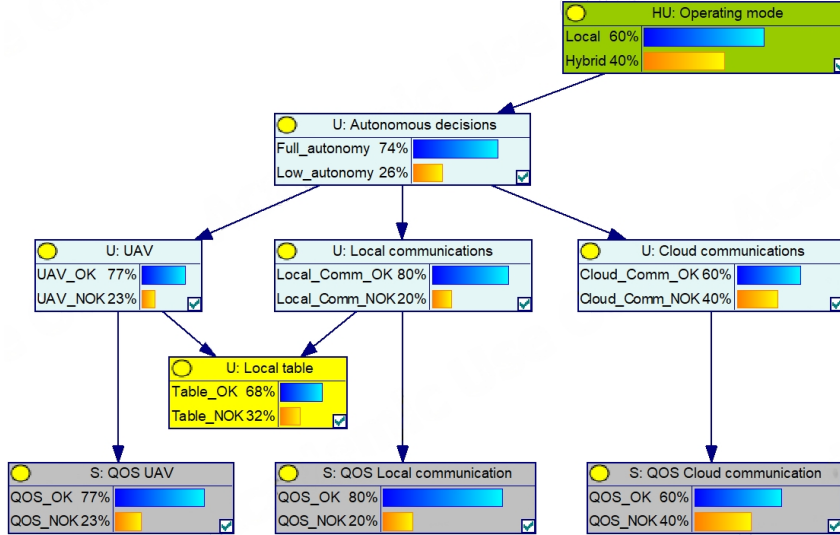 HU: Operating mode
Local 60%
Hybrid 40%
U: Autonomous decisions
Full_autonomy 74%
Low_autonomy 26%
U: UAV
UAV_OK 77%
UAV_NOK 23%
U: Local communications
Local_Comm_OK 80%
Local_Comm_NOK 20%
U: Cloud communications
Cloud_Comm_OK 60%
Cloud_Comm_NOK 40%
U: Local table
Table_OK 68%
Table_NOK 32%
S: QOS UAV
QOS_OK 77%
QOS_NOK 23%
S: QOS Local communication
QOS_OK 80%
QOS_NOK 20%
S: QOS Cloud communication
QOS_OK 60%
QOS_NOK 40%